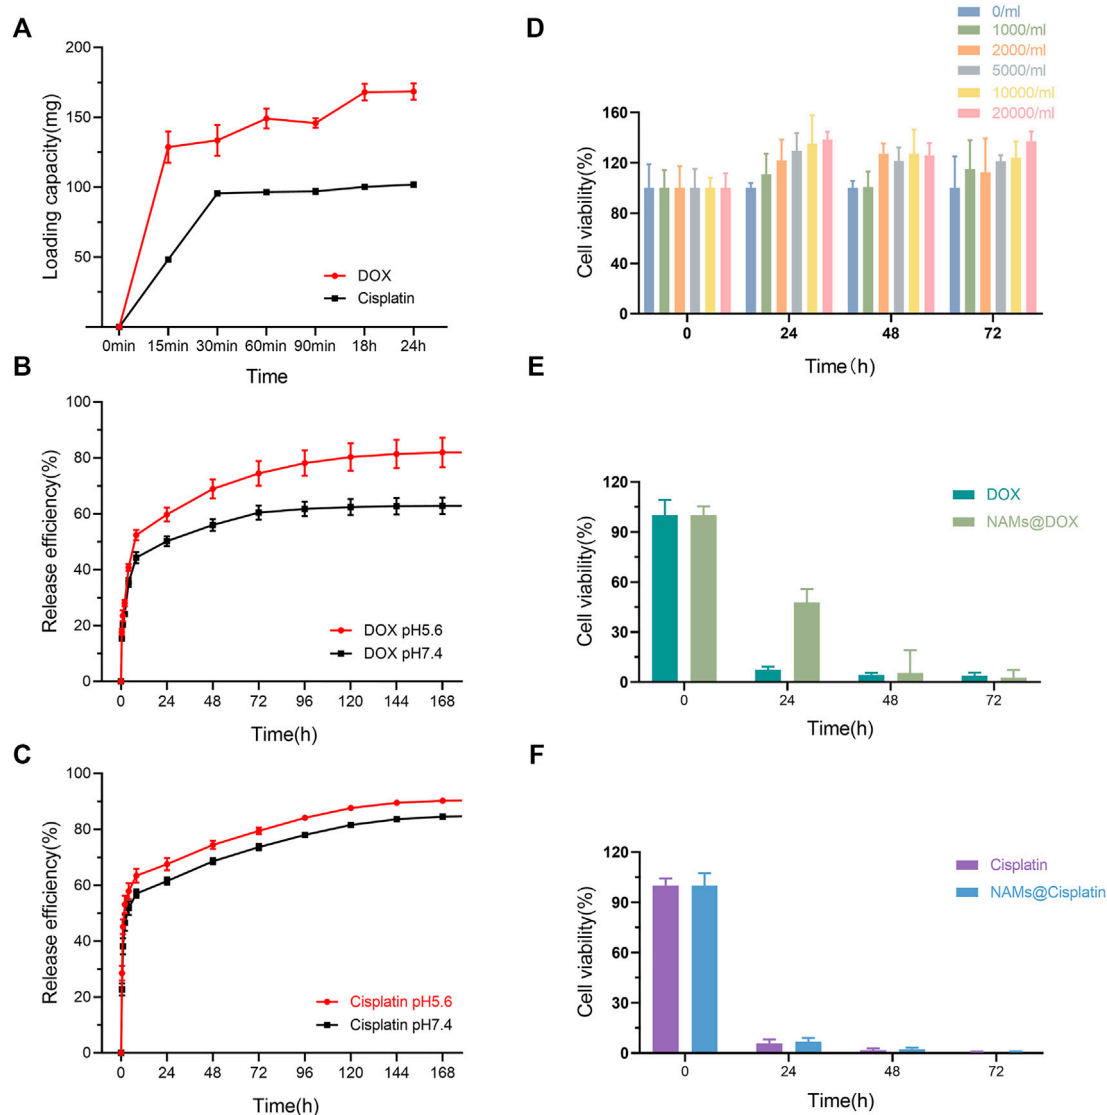 A
200
150
100
50
Loading capacity(mg)
DOX
Cisplatin
0min 15min 30min 60min 90min 18h 24h
Time
B
100
80
60
40
20
0
Release efficiency(%)
DOX pH5.6
DOX pH7.4
0 24 48 72 96 120 144 168
Time(h)
C
100
80
60
40
20
0
Release efficiency(%)
Cisplatin pH5.6
Cisplatin pH7.4
0 24 48 72 96 120 144 168
Time(h)
D
0/ml
1000/ml
2000/ml
5000/ml
10000/ml
20000/ml
160
120
80
40
0
Cell viability(%)
0 24 48 72
Time(h)
E
120
90
60
30
0
Cell viability(%)
DOX
NAMs@DOX
0 24 48 72
Time(h)
F
120
90
60
30
0
Cell viability(%)
Cisplatin
NAMs@Cisplatin
0 24 48 72
Time(h)